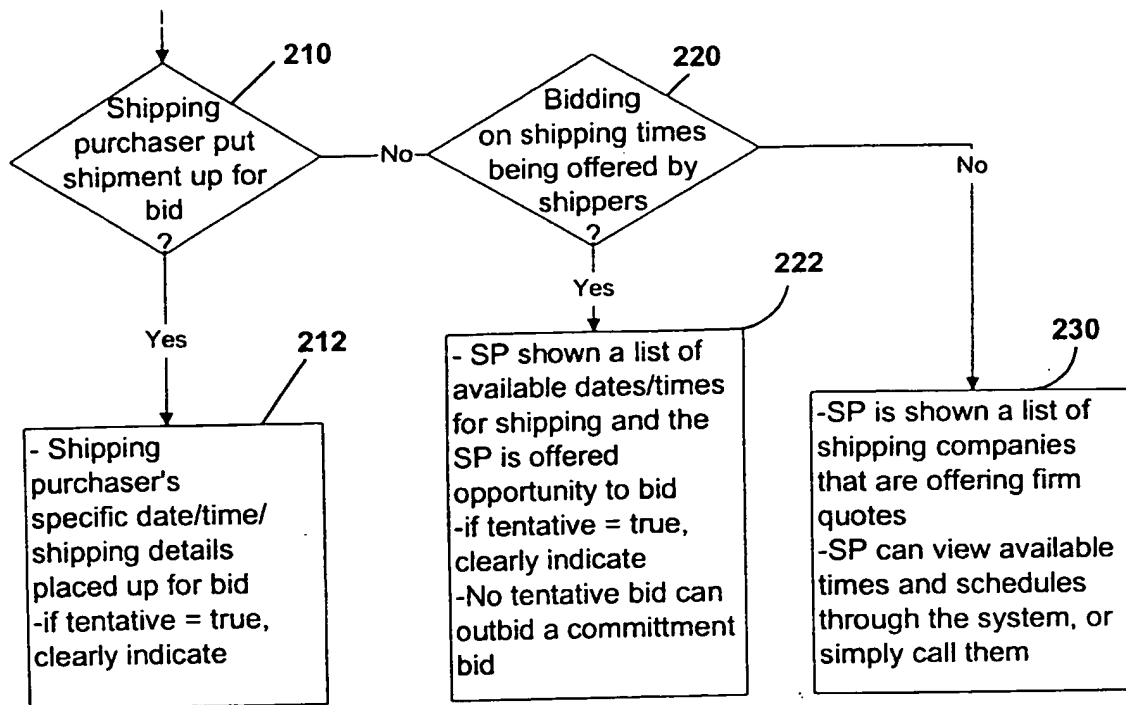 210
Shipping
purchaser put
shipment up for
bid
?
No
220
Bidding
on shipping times
being offered by
shippers
?
No
Yes
212
- Shipping
purchaser's
specific date/time/
shipping details
placed up for bid
-if tentative = true,
clearly indicate
Yes
222
- SP shown a list of
available dates/times
for shipping and the
SP is offered
opportunity to bid
-if tentative = true,
clearly indicate
-No tentative bid can
outbid a committment
bid
230
-SP is shown a list of
shipping companies
that are offering firm
quotes
-SP can view available
times and schedules
through the system, or
simply call them